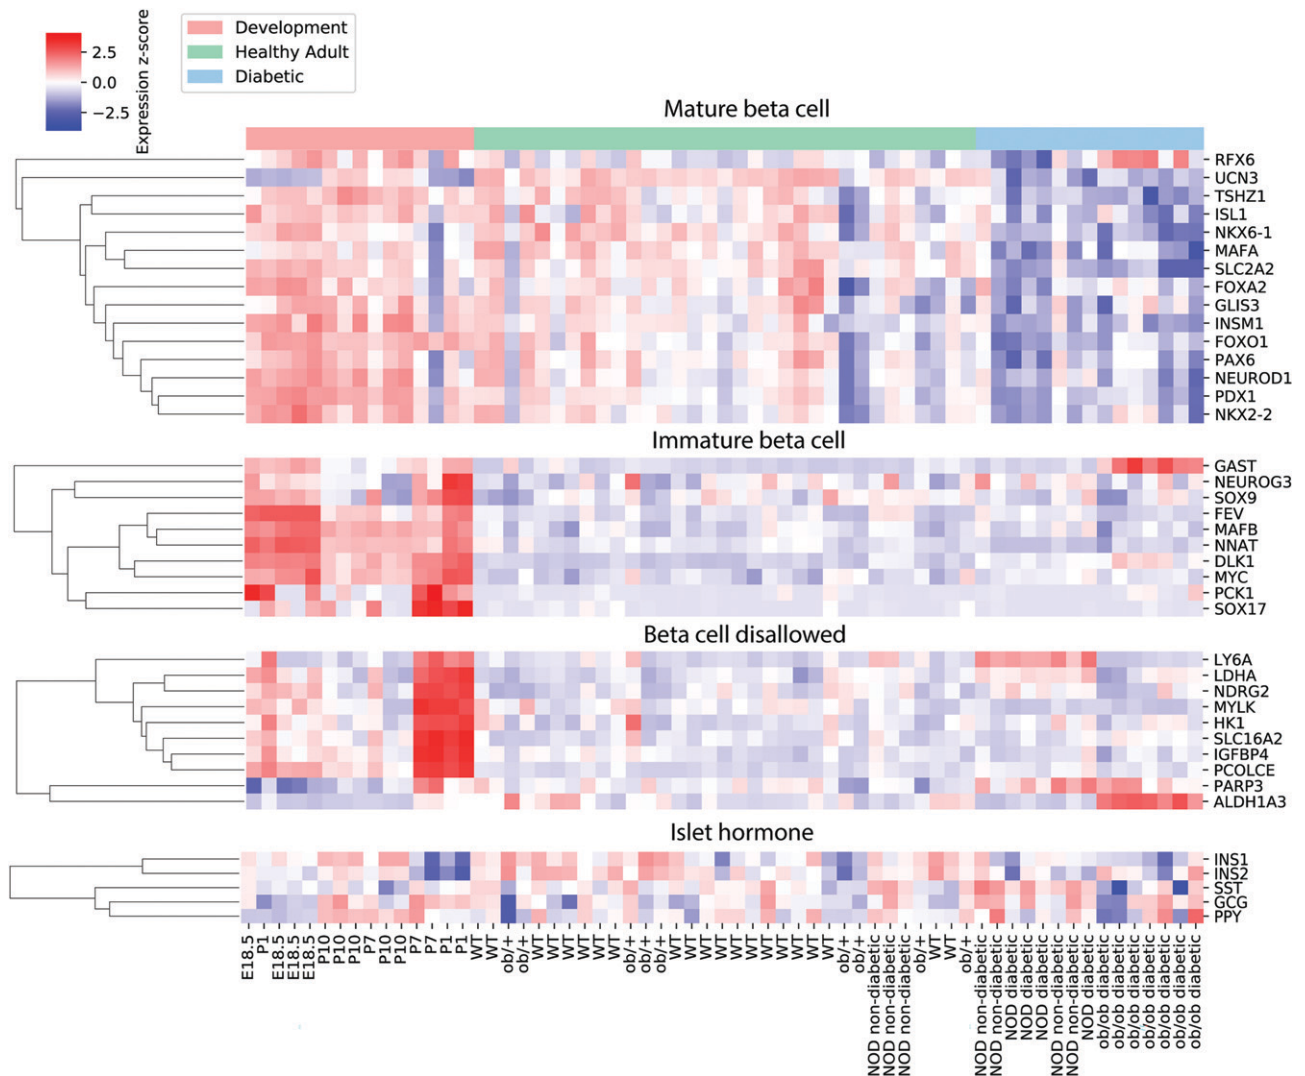 2.5
0.0
−2.5
Expression z-score
Development
Healthy Adult
Diabetic
Mature beta cell
RFX6
UCN3
TSHZ1
ISL1
NKX6-1
MAFA
SLC2A2
FOXA2
GLIS3
INSM1
FOXO1
PAX6
NEUROD1
PDX1
NKX2-2
Immature beta cell
GAST
NEUROG3
SOX9
FEV
MAFB
NNAT
DLK1
MYC
PCK1
SOX17
Beta cell disallowed
LY6A
LDHA
NDRG2
MYLK
HK1
SLC16A2
IGFBP4
PCOLCE
PARP3
ALDH1A3
Islet hormone
INS1
INS2
SST
GCG
PPY
E18.5
P1
E18.5
E18.5
E18.5
P10
P10
P10
P7
P10
P10
P7
P7
P1
P1
WT
WT
ob/+
ob/+
WT
WT
WT
WT
WT
WT
ob/+
ob/+
ob/+
WT
WT
WT
WT
WT
WT
WT
WT
WT
WT
WT
ob/+
ob/+
NOD non-diabetic
NOD non-diabetic
NOD non-diabetic
ob/+
WT
WT
ob/+
NOD non-diabetic
NOD non-diabetic
NOD diabetic
NOD diabetic
NOD diabetic
NOD non-diabetic
NOD non-diabetic
NOD diabetic
ob/ob diabetic
ob/ob diabetic
ob/ob diabetic
ob/ob diabetic
ob/ob diabetic
ob/ob diabetic
ob/ob diabetic